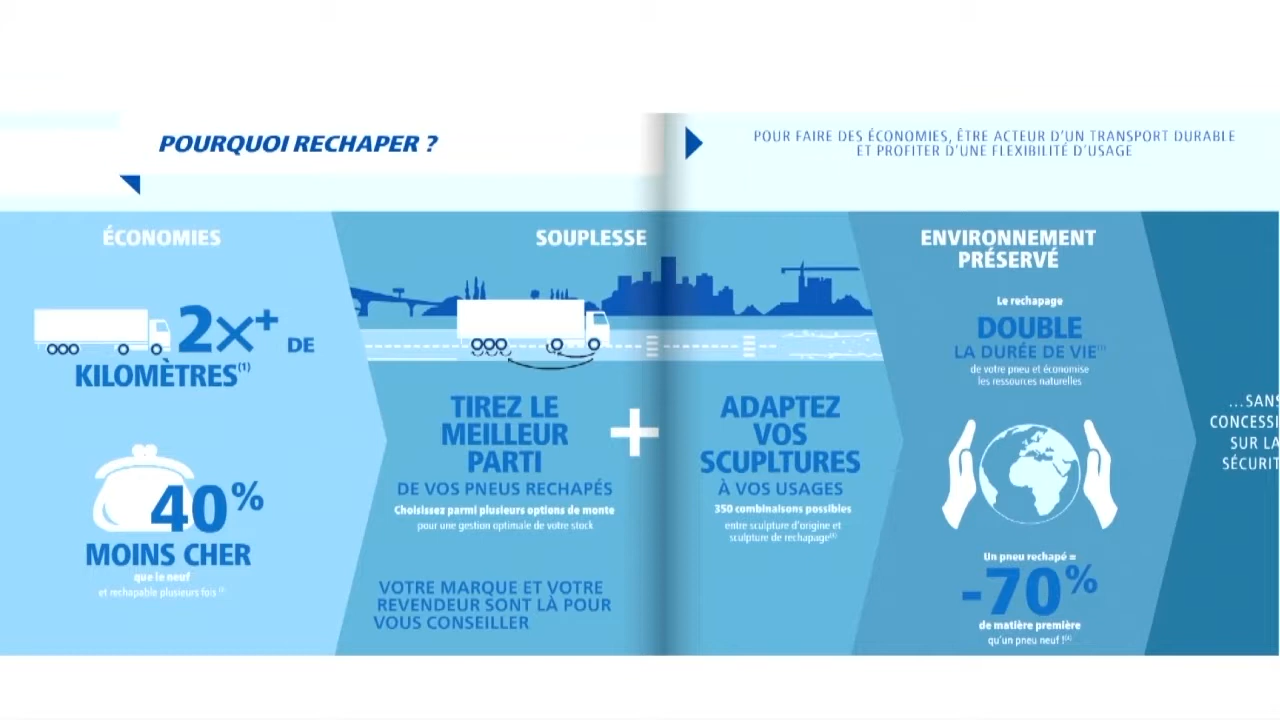 POURQUOI RECHAPER ?
POUR FAIRE DES ÉCONOMIES, ÊTRE ACTEUR D'UN TRANSPORT DURABLE
ET PROFITER D'UNE FLEXIBILITÉ D'USAGE
ÉCONOMIES
2x+ DE
KILOMÈTRES(1)
40%
MOINS CHER
que le neuf
et rechapable plusieurs fois
SOUPLESSE
TIREZ LE
MEILLEUR
PARTI
DE VOS PNEUS RECHAPÉS
Choisissez parmi plusieurs options de monte
pour une gestion optimale de votre stock
VOTRE MARQUE ET VOTRE
REVENDEUR SONT LÀ POUR
VOUS CONSEILLER
+
ADAPTEZ
VOS
SCUPLTURES
À VOS USAGES
350 combinaisons possibles
entre sculpture d'origine et
sculpture de rechapage
ENVIRONNEMENT
PRÉSERVÉ
Le rechapage
DOUBLE
LA DURÉE DE VIE(1)
de votre pneu et économise
les ressources naturelles
Un pneu rechapé =
-70%
de matière première
qu'un pneu neuf !
...SANS
CONCESSI
SUR LA
SÉCURIT